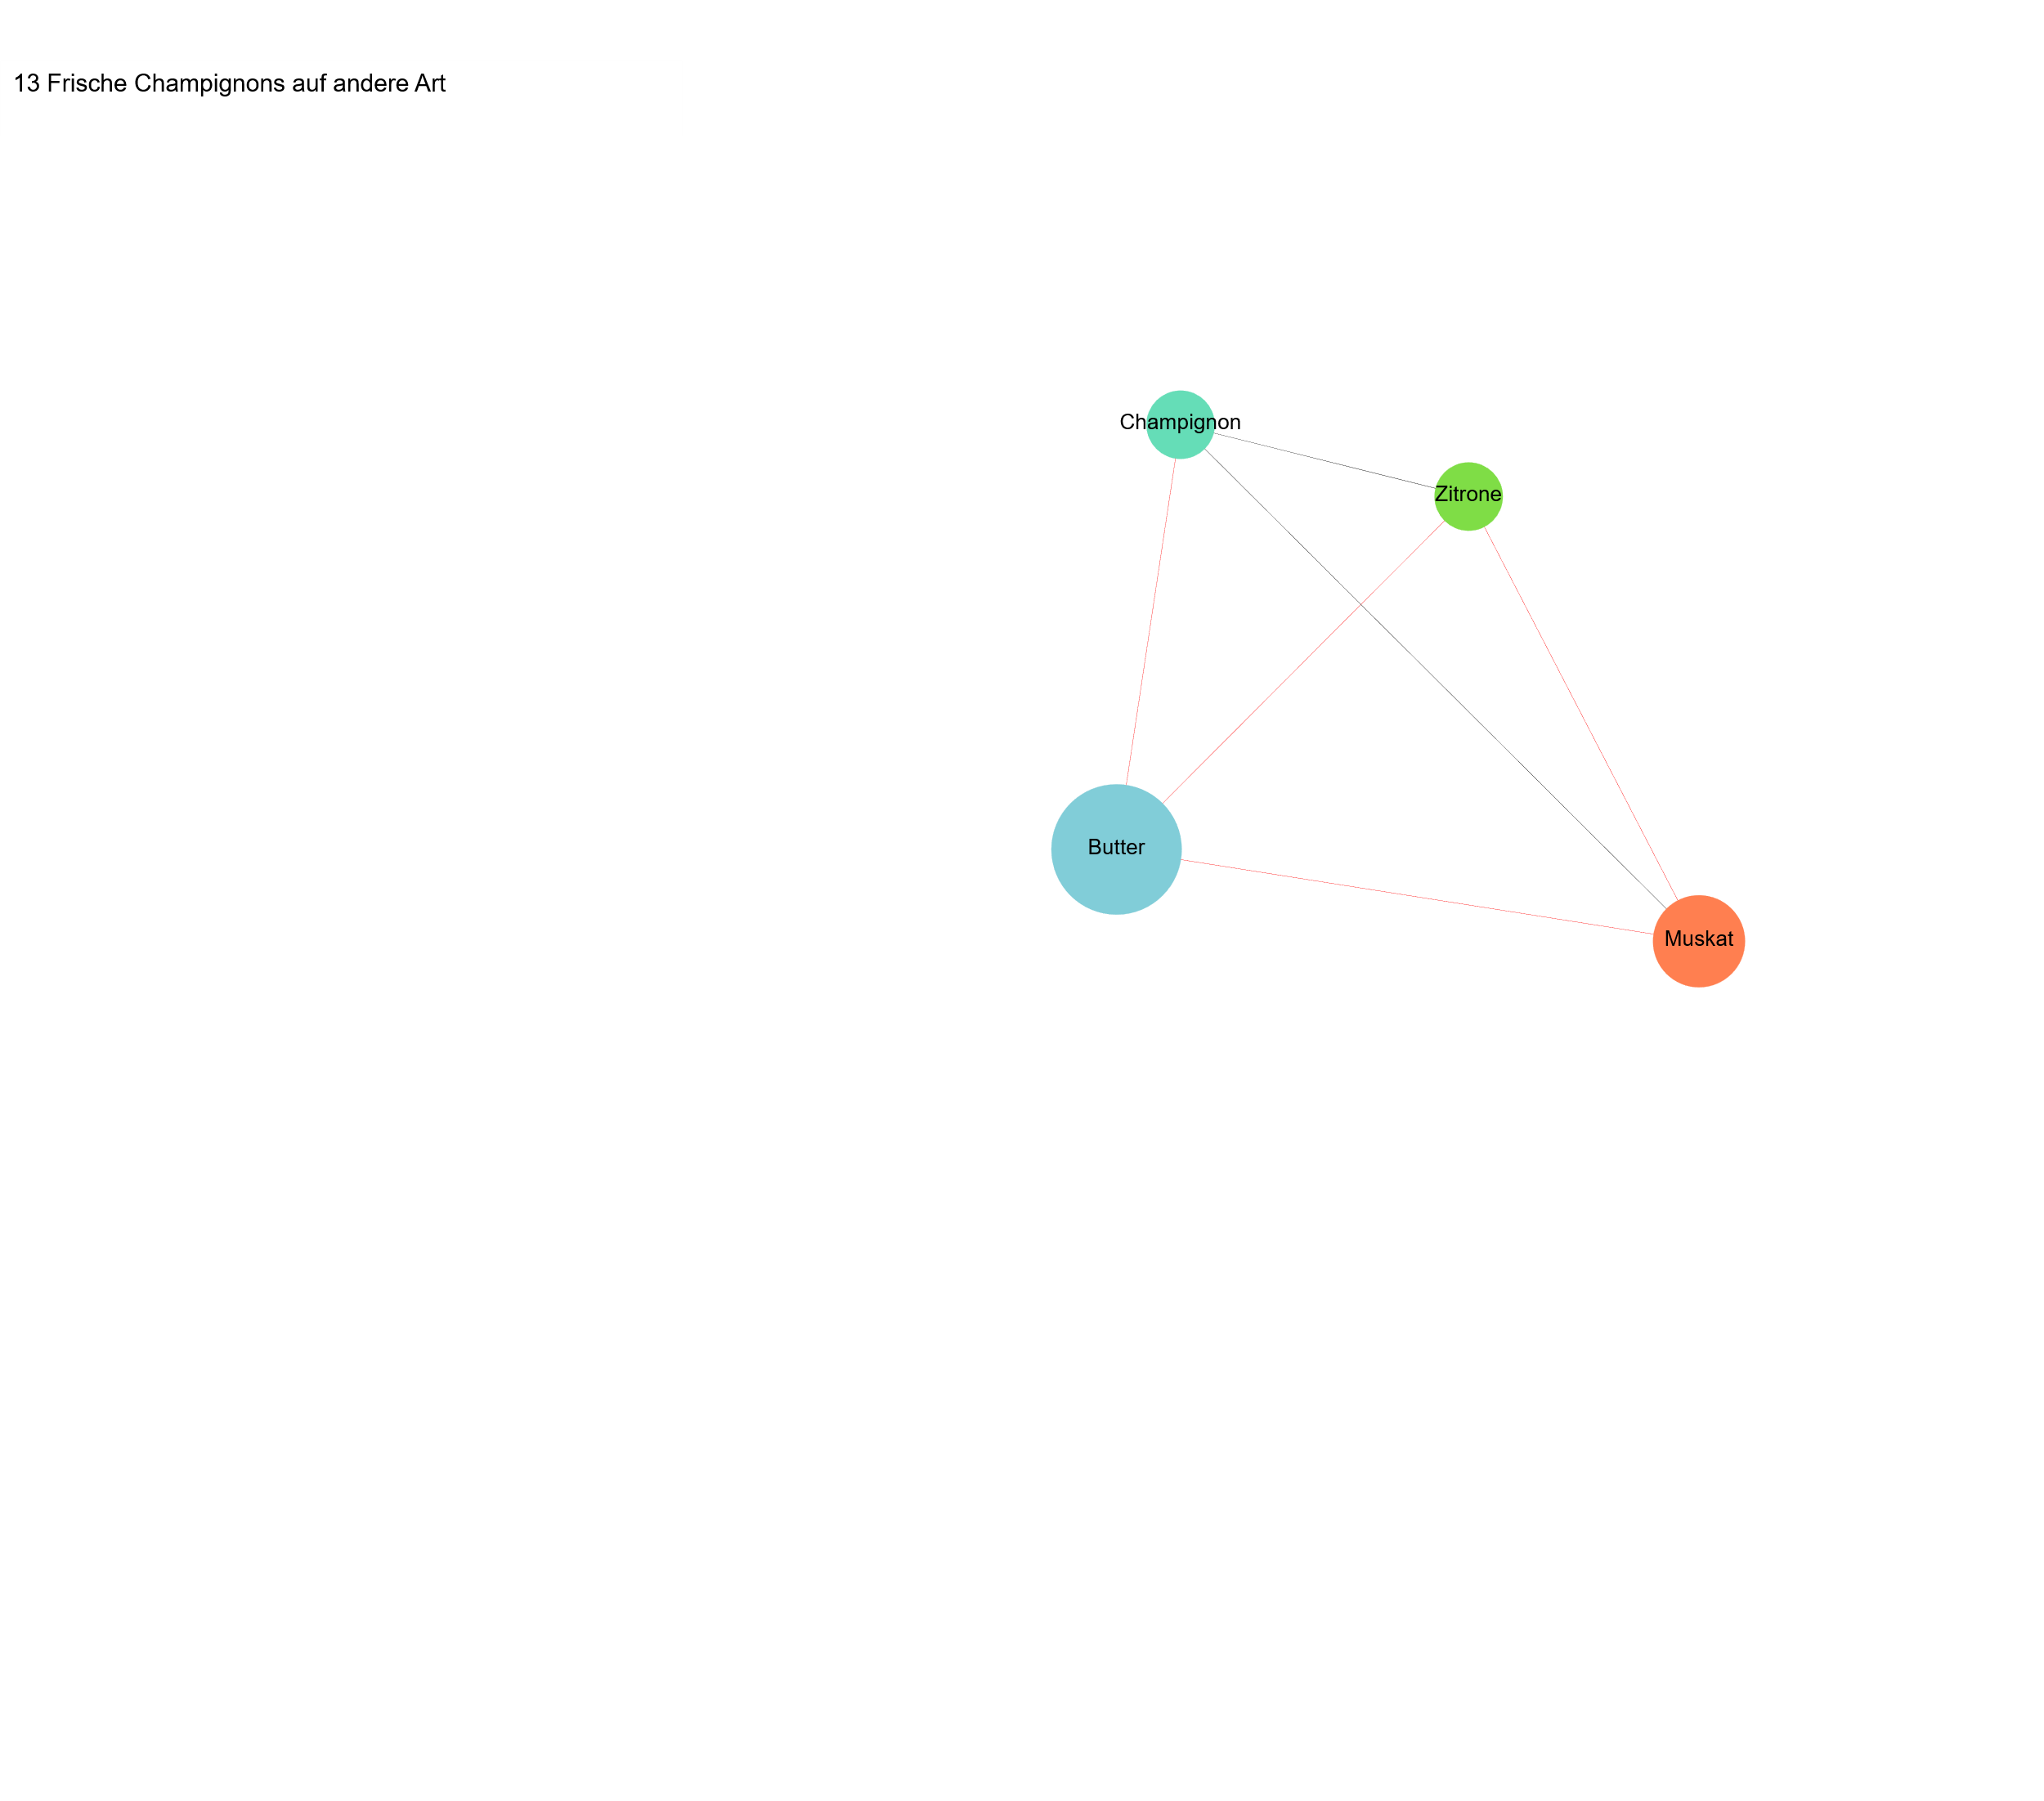 13 Frische Champignons auf andere Art
Champignon
Zitrone
Butter
Muskat